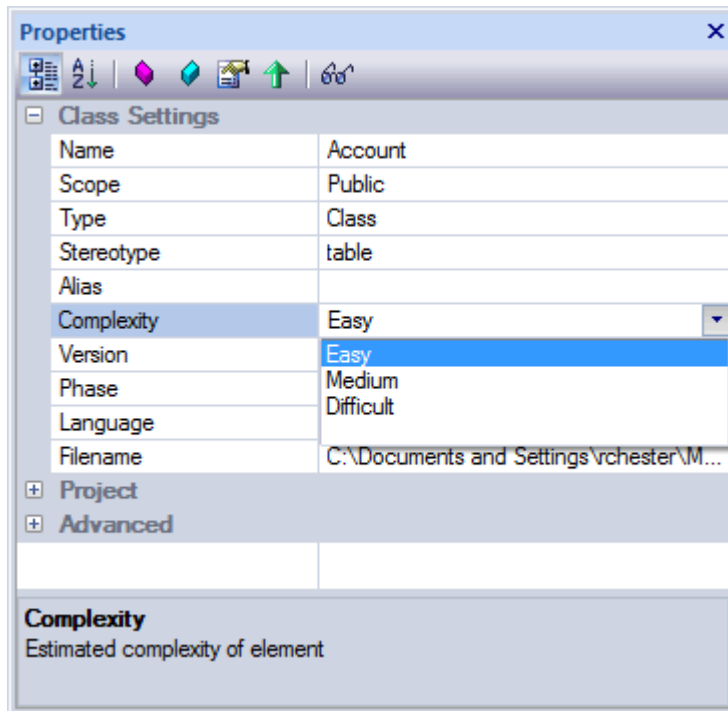 Properties
Class Settings
Name Account
Scope Public
Type Class
Stereotype table
Alias
Complexity Easy
Version Easy
Phase Medium
Language Difficult
Filename C:\Documents and Settings\rchester\M...
Project
Advanced
Complexity
Estimated complexity of element